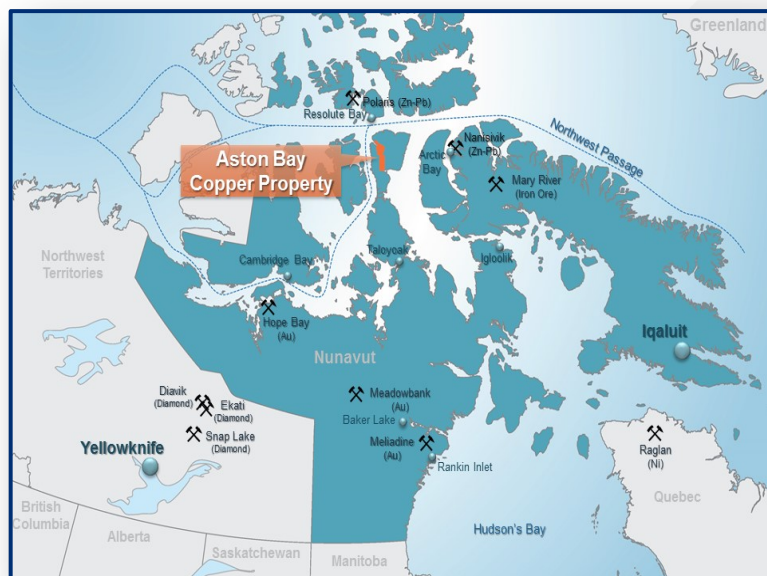 Greenland
Polaris (Zn-Pb)
Resolute Bay
Northwest Passage
Nanisivik
(Zn-Pb)
Arctic
Bay
Aston Bay
Copper Property
Mary River
(Iron Ore)
Northwest
Territories
Cambridge Bay
Taloyoak
Igloolik
Hope Bay
(Au)
Iqaluit
Nunavut
Diavik
(Diamond)
Ekati
(Diamond)
Meadowbank
(Au)
Baker Lake
Snap Lake
(Diamond)
Yellowknife
Meliadine
(Au)
Rankin Inlet
Raglan
(Ni)
Quebec
British
Columbia
Alberta
Saskatchewan
Manitoba
Hudson's Bay